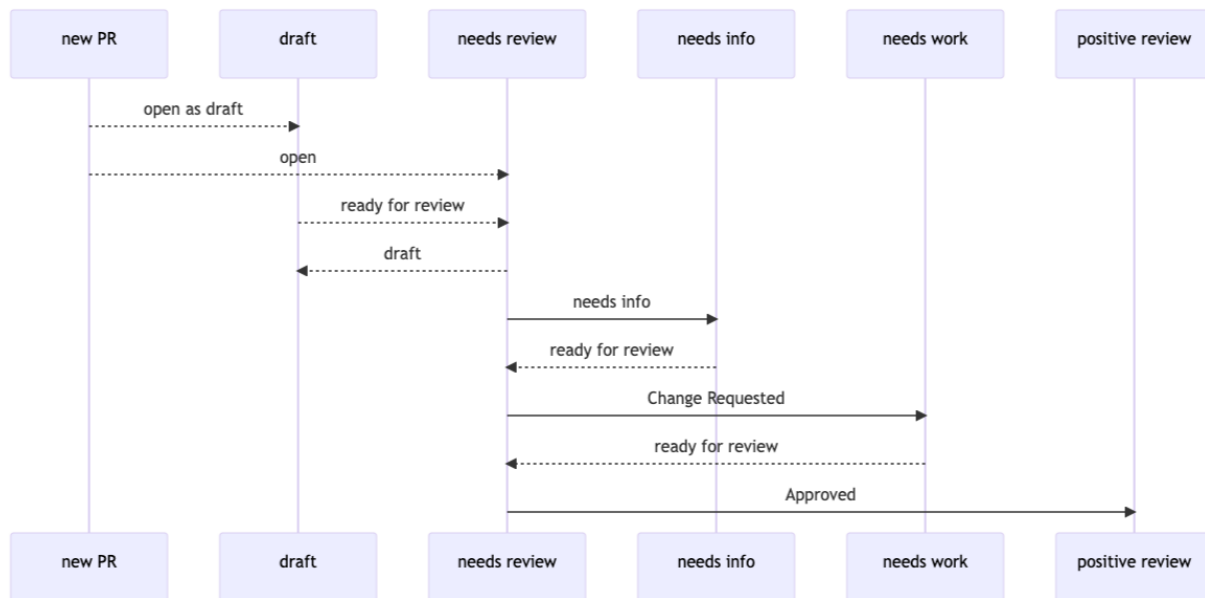 new PR
draft
needs review
needs info
needs work
positive review
open as draft
open
ready for review
draft
needs info
ready for review
Change Requested
ready for review
Approved
new PR
draft
needs review
needs info
needs work
positive review